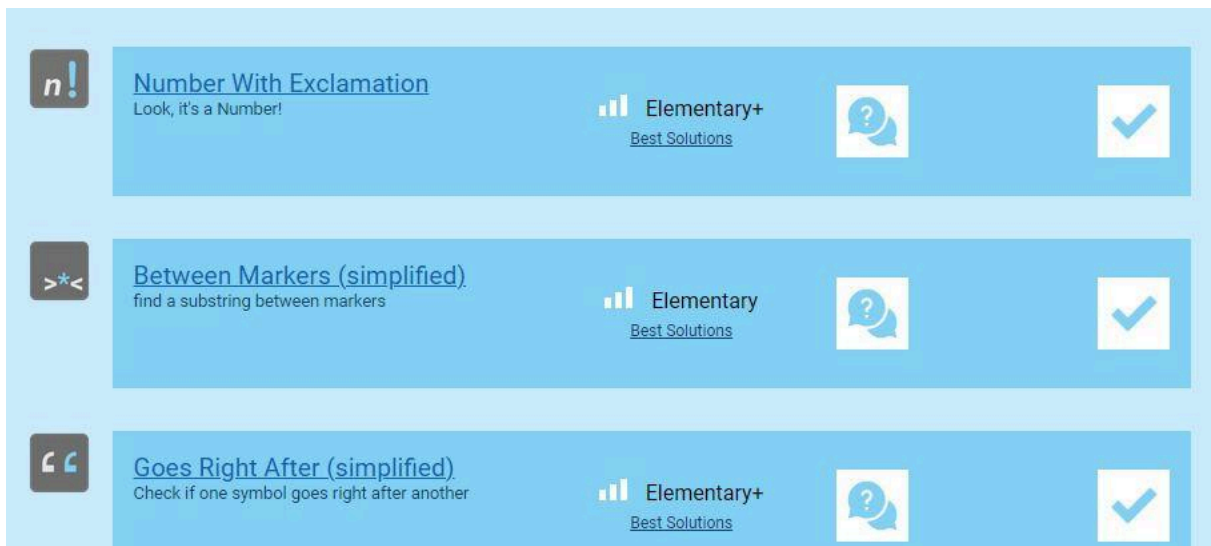 n!
Number With Exclamation
Look, it's a Number!
Elementary+
Best Solutions
?
>*<
Between Markers (simplified)
find a substring between markers
Elementary
Best Solutions
?
Goes Right After (simplified)
Check if one symbol goes right after another
Elementary+
Best Solutions
?